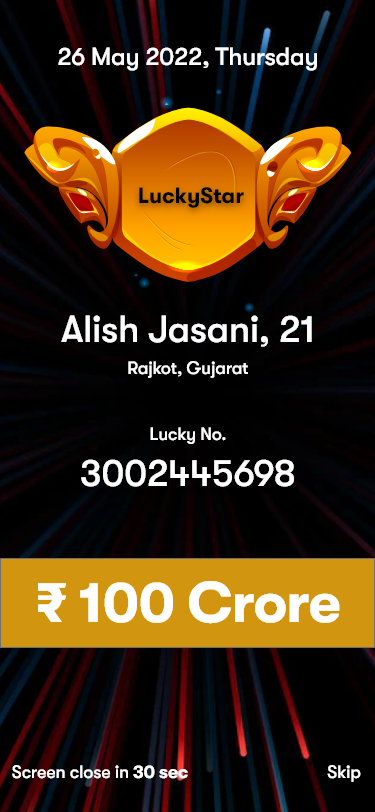 26 May 2022, Thursday
LuckyStar
Alish Jasani, 21
Rajkot, Gujarat
Lucky No.
3002445698
₹ 100 Crore
Screen close in 30 sec
Skip